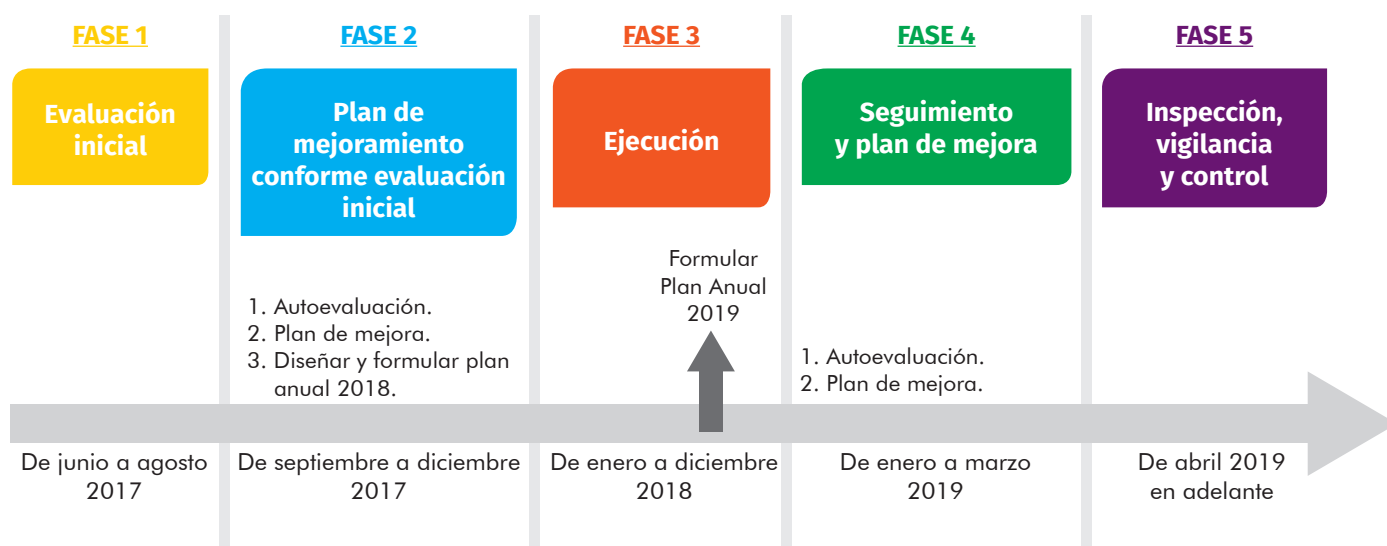 FASE 1
Evaluación
inicial
De junio a agosto
2017
FASE 2
Plan de
mejoramiento
conforme evaluación
inicial
1. Autoevaluación.
2. Plan de mejora.
3. Diseñar y formular plan
anual 2018.
De septiembre a diciembre
2017
FASE 3
Ejecución
Formular
Plan Anual
2019
De enero a diciembre
2018
FASE 4
Seguimiento
y plan de mejora
1. Autoevaluación.
2. Plan de mejora.
De enero a marzo
2019
FASE 5
Inspección,
vigilancia
y control
De abril 2019
en adelante